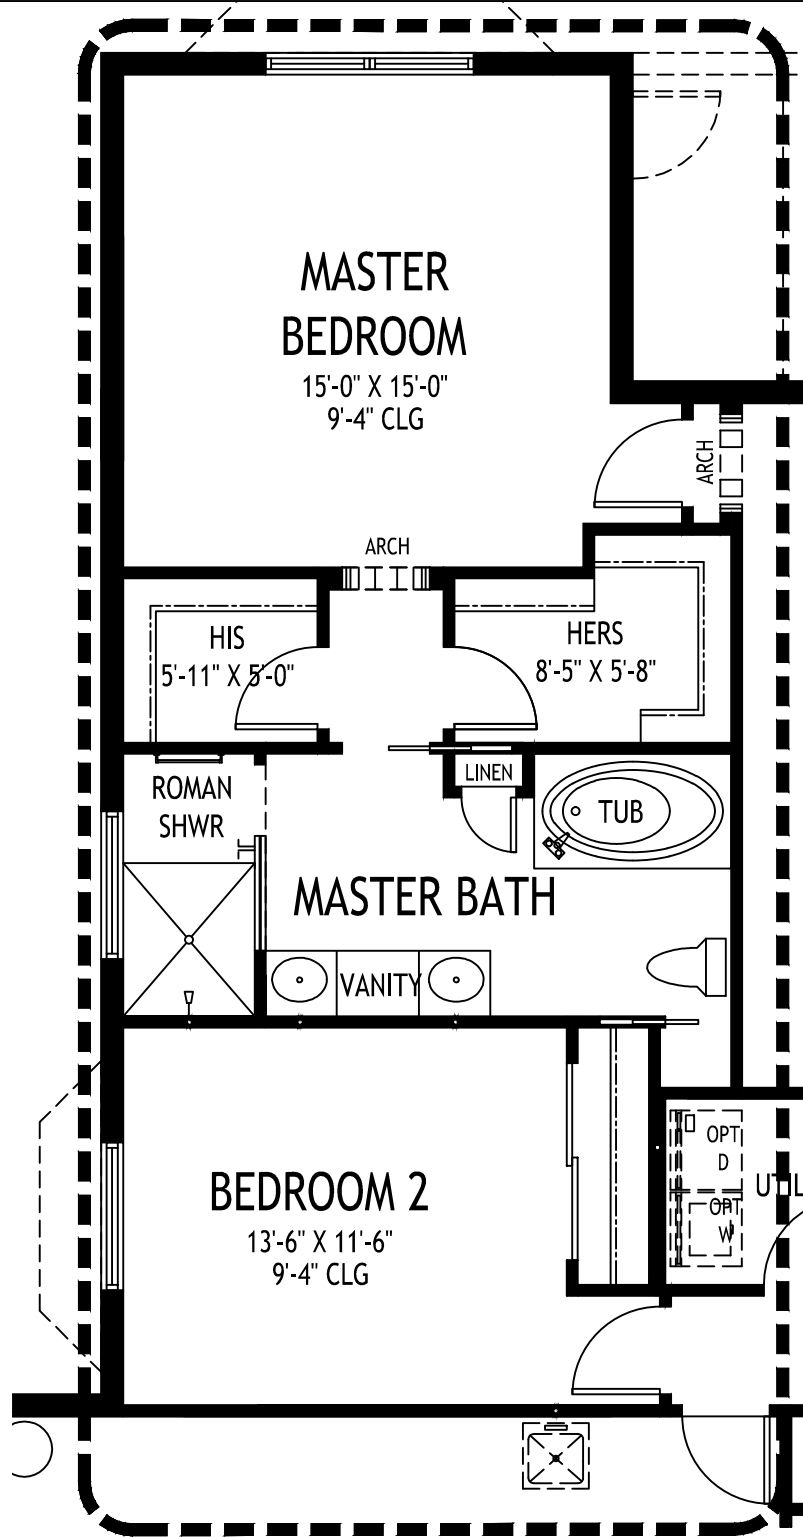 MASTER
BEDROOM
15'-0" X 15'-0"
9'-4" CLG
ARCH
ARCH
HIS
5'-11" X 5'-0"
HERS
8'-5" X 5'-8"
LINEN
ROMAN
SHWR
TUB
MASTER BATH
VANITY
OPT
D
UTIL
OPT
W
BEDROOM 2
13'-6" X 11'-6"
9'-4" CLG